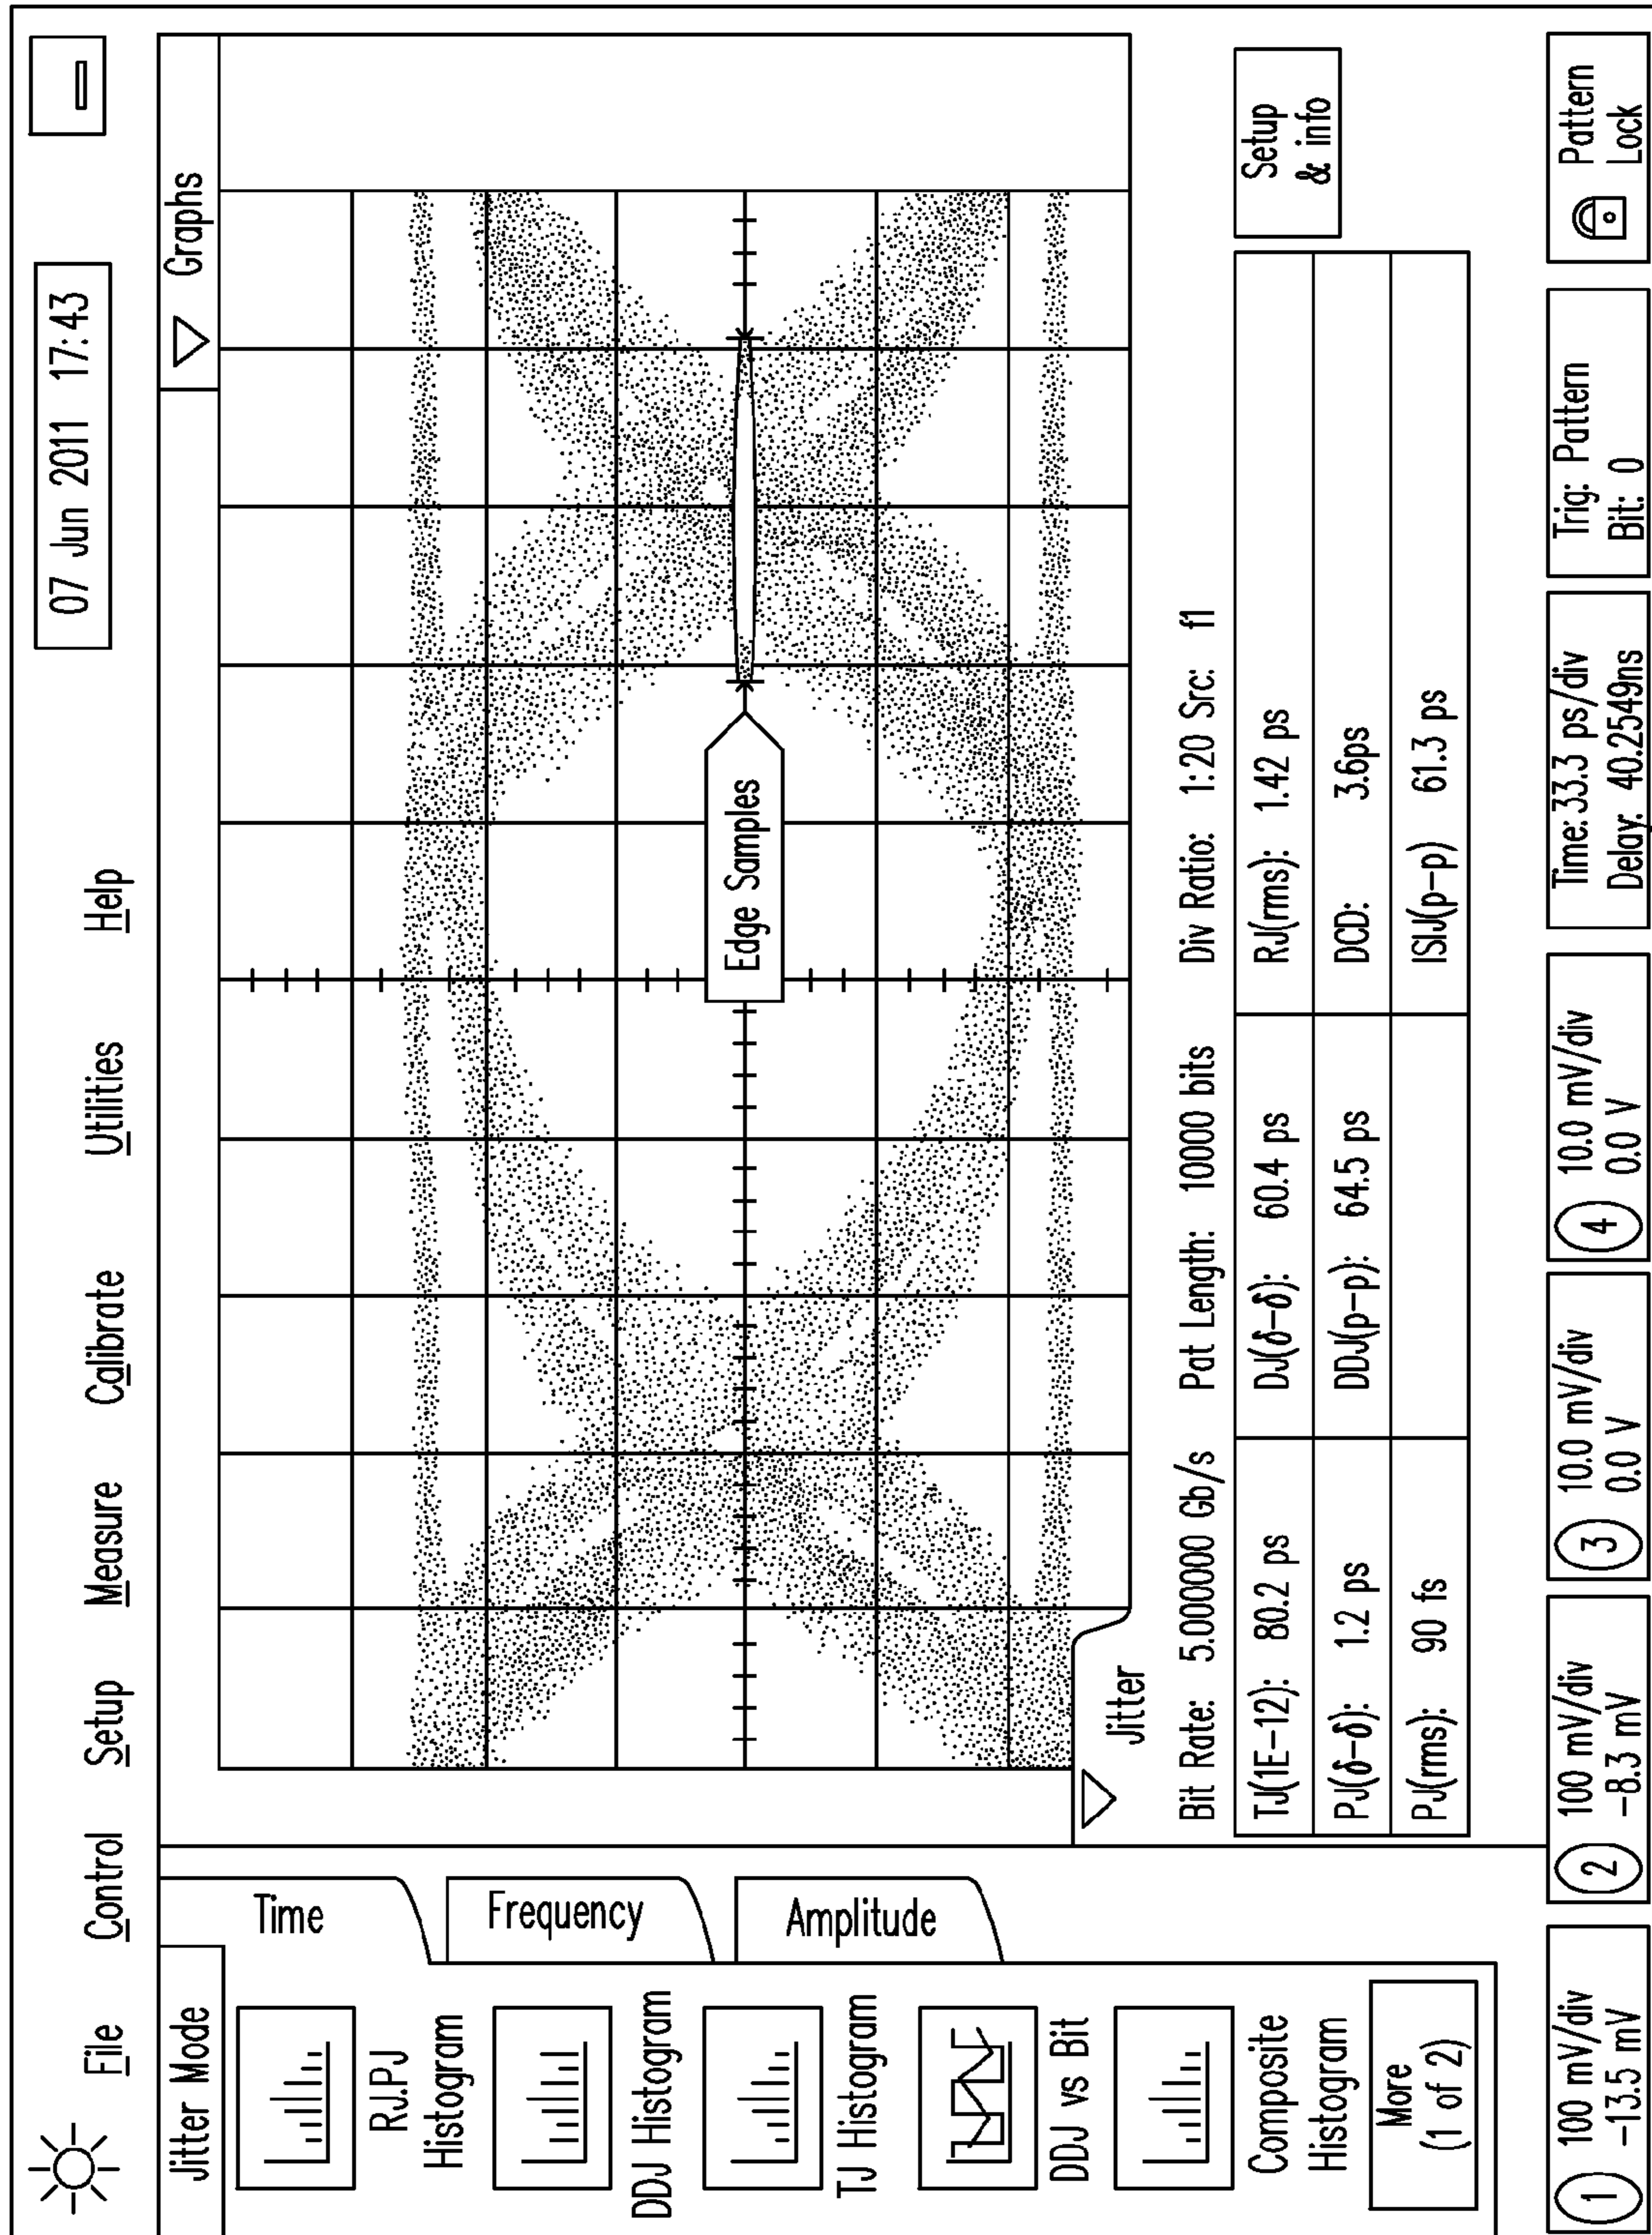 File Control Setup Measure Calibrate Utilities Help
07 Jun 2011 17:43
Jitter Mode
Graphs
Time
Frequency
Amplitude
RJ.PJ
Histogram
DDJ Histogram
TJ Histogram
DDJ vs Bit
Composite
Histogram
More
(1 of 2)
Edge Samples
Jitter
Bit Rate: 5.000000 Gb/s Pat Length: 10000 bits Div Ratio: 1:20 Src: f1
TJ(1E-12): 80.2 ps DJ(δ-δ): 60.4 ps RJ(rms): 1.42 ps
PJ(δ-δ): 1.2 ps DDJ(p-p): 64.5 ps DCD: 3.6ps
PJ(rms): 90 fs ISIJ(p-p) 61.3 ps
Setup
& info
1 100 mV/div
-13.5 mV
2 100 mV/div
-8.3 mV
3 10.0 mV/div
0.0 V
4 10.0 mV/div
0.0 V
Time:33.3 ps/div
Delay: 40.2549ns
Trig: Pattern
Bit: 0
Pattern
Lock